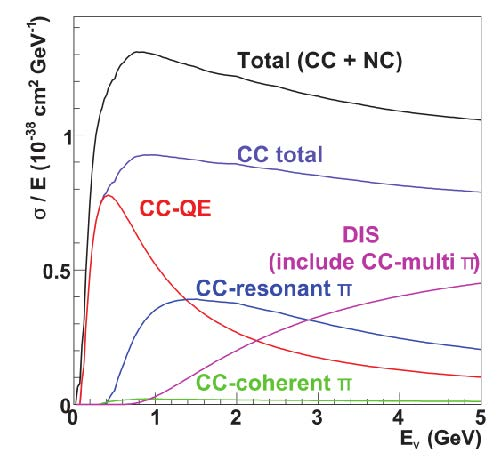 σ / E (10⁻³⁸ cm² GeV⁻¹)
Total (CC + NC)
1
CC total
CC-QE
DIS
(include CC-multi π)
0.5
CC-resonant π
CC-coherent π
0
0 1 2 3 4 5
Eᵥ (GeV)